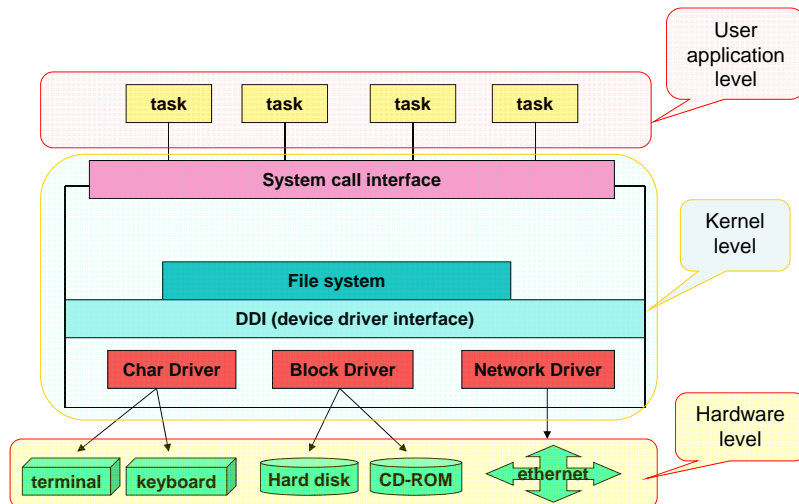 User
application
level
task
task
task
task
System call interface
Kernel
level
File system
DDI (device driver interface)
Char Driver
Block Driver
Network Driver
Hardware
level
terminal
keyboard
Hard disk
CD-ROM
ethernet